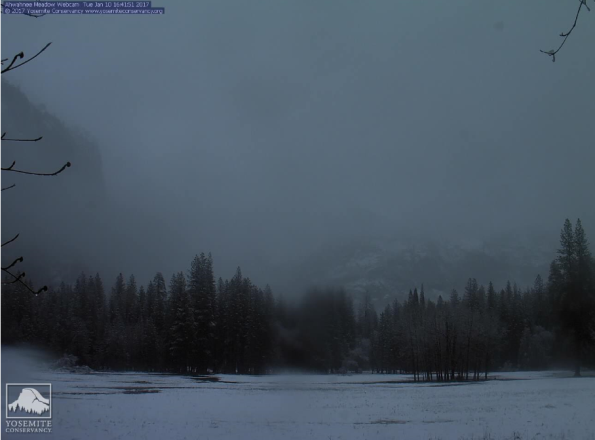 Ahwahnee Meadow Webcam Tue Jan 10 16:41:51 2017
© 2017 Yosemite Conservancy www.yosemiteconservancy.org
YOSEMITE
CONSERVANCY